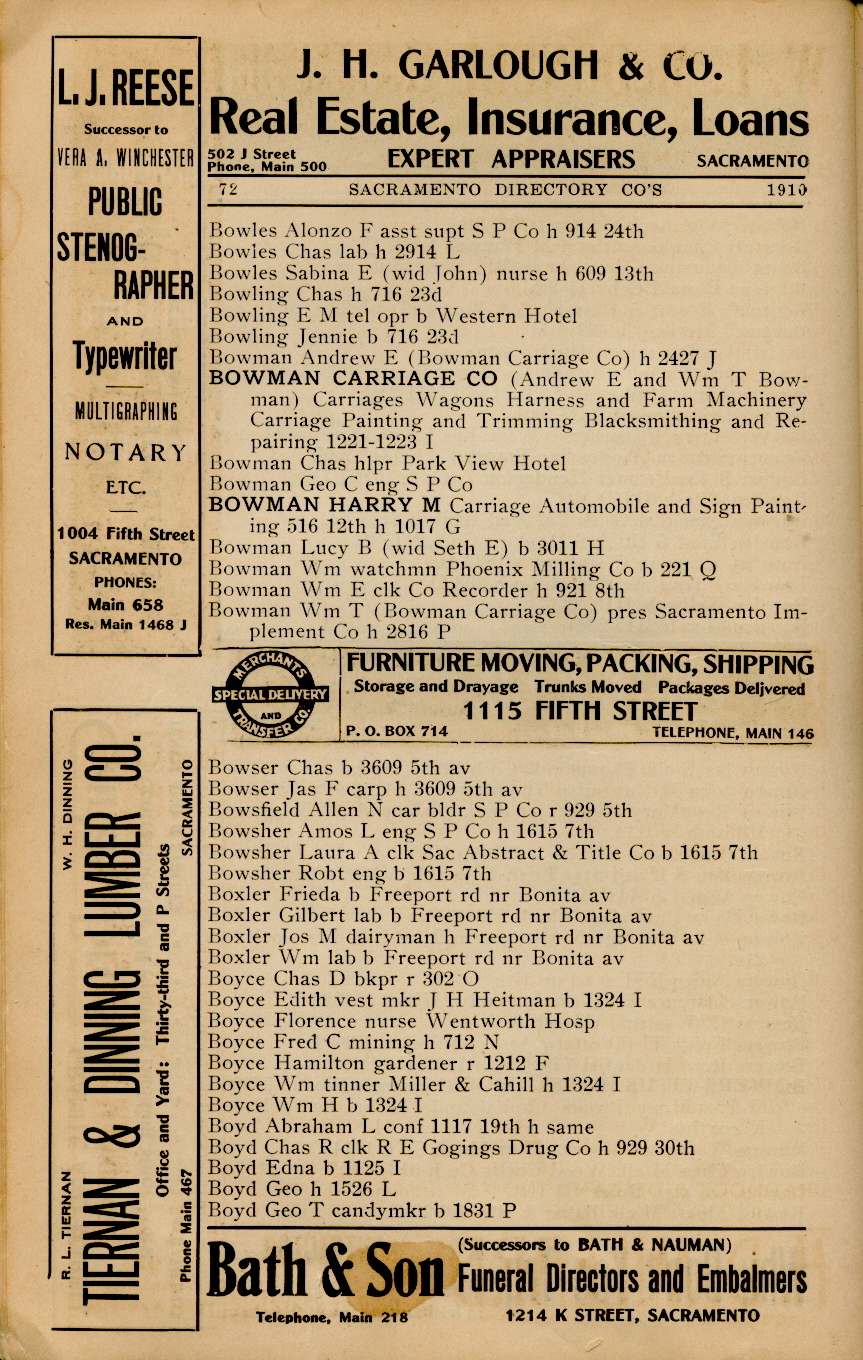 L. J. REESE
Successor to
VERA A. WINCHESTER
PUBLIC
STENOG-
RAPHER
AND
Typewriter
MULTIGRAPHING
NOTARY
ETC.
1004 Fifth Street
SACRAMENTO
PHONES:
Main 658
Res. Main 1468 J
J. H. GARLOUGH & CO.
Real Estate, Insurance, Loans
502 J Street
Phone, Main 500
EXPERT APPRAISERS
SACRAMENTO
72 SACRAMENTO DIRECTORY CO'S 1910
Bowles Alonzo F asst supt S P Co h 914 24th
Bowles Chas lab h 2914 L
Bowles Sabina E (wid John) nurse h 609 13th
Bowling Chas h 716 23d
Bowling E M tel opr b Western Hotel
Bowling Jennie b 716 23d
Bowman Andrew E (Bowman Carriage Co) h 2427 J
BOWMAN CARRIAGE CO (Andrew E and Wm T Bow-
man) Carriages Wagons Harness and Farm Machinery
Carriage Painting and Trimming Blacksmithing and Re-
pairing 1221-1223 I
Bowman Chas hlpr Park View Hotel
Bowman Geo C eng S P Co
BOWMAN HARRY M Carriage Automobile and Sign Paint-
ing 516 12th h 1017 G
Bowman Lucy B (wid Seth E) b 3011 H
Bowman Wm watchmn Phoenix Milling Co b 221 Q
Bowman Wm E clk Co Recorder h 921 8th
Bowman Wm T (Bowman Carriage Co) pres Sacramento Im-
plement Co h 2816 P
MERCHANTS
SPECIAL DELIVERY
AND
TRANSFER CO.
FURNITURE MOVING, PACKING, SHIPPING
Storage and Drayage Trunks Moved Packages Delivered
1115 FIFTH STREET
P. O. BOX 714 TELEPHONE, MAIN 146
R. L. TIERNAN W. H. DINNING
TIERNAN & DINNING LUMBER CO.
Office and Yard: Thirty-third and P Streets
Phone Main 467 SACRAMENTO
Bowser Chas b 3609 5th av
Bowser Jas F carp h 3609 5th av
Bowsfield Allen N car bldr S P Co r 929 5th
Bowsher Amos L eng S P Co h 1615 7th
Bowsher Laura A clk Sac Abstract & Title Co b 1615 7th
Bowsher Robt eng b 1615 7th
Boxler Frieda b Freeport rd nr Bonita av
Boxler Gilbert lab b Freeport rd nr Bonita av
Boxler Jos M dairyman h Freeport rd nr Bonita av
Boxler Wm lab b Freeport rd nr Bonita av
Boyce Chas D bkpr r 302 O
Boyce Edith vest mkr J H Heitman b 1324 I
Boyce Florence nurse Wentworth Hosp
Boyce Fred C mining h 712 N
Boyce Hamilton gardener r 1212 F
Boyce Wm tinner Miller & Cahill h 1324 I
Boyce Wm H b 1324 I
Boyd Abraham L conf 1117 19th h same
Boyd Chas R clk R E Gogings Drug Co h 929 30th
Boyd Edna b 1125 I
Boyd Geo h 1526 L
Boyd Geo T candymkr b 1831 P
Bath & Son
(Successors to BATH & NAUMAN)
Funeral Directors and Embalmers
Telephone, Main 218 1214 K STREET, SACRAMENTO